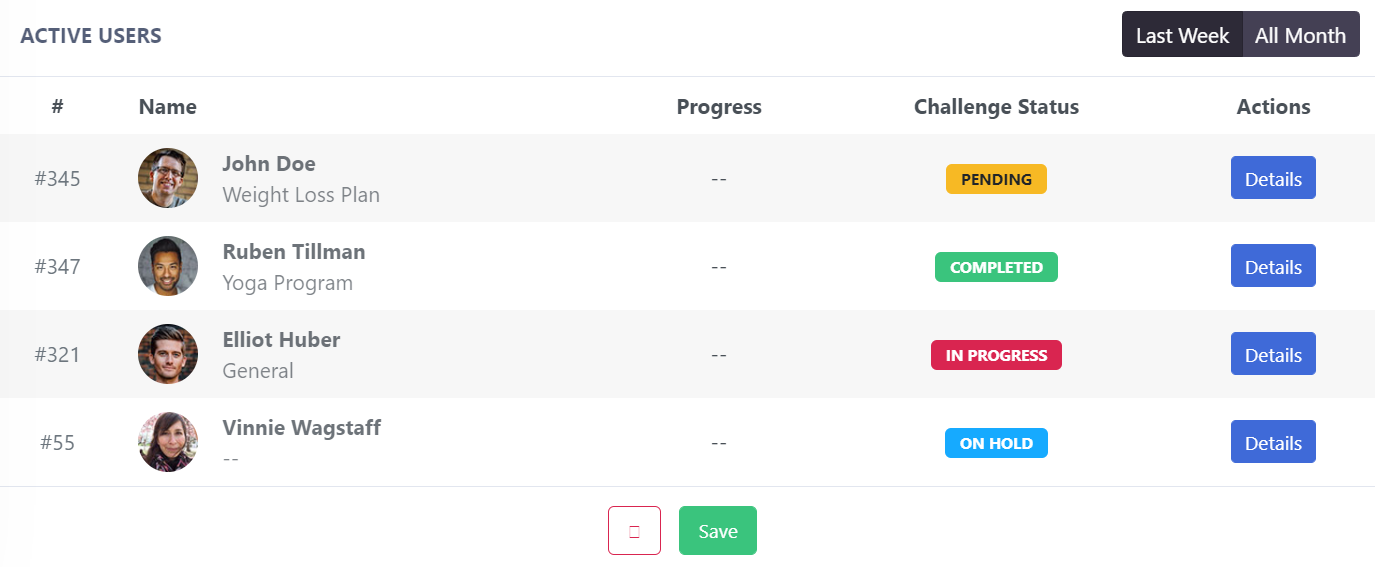 ACTIVE USERS
Last Week All Month
# Name Progress Challenge Status Actions
#345 John Doe Weight Loss Plan -- PENDING Details
#347 Ruben Tillman Yoga Program -- COMPLETED Details
#321 Elliot Huber General -- IN PROGRESS Details
#55 Vinnie Wagstaff -- -- ON HOLD Details
Save